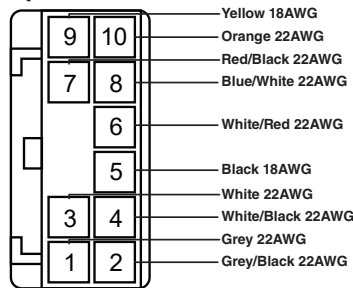 Yellow 18AWG
9 10 Orange 22AWG
Red/Black 22AWG
7 8 Blue/White 22AWG
6 White/Red 22AWG
5 Black 18AWG
White 22AWG
3 4 White/Black 22AWG
Grey 22AWG
1 2 Grey/Black 22AWG